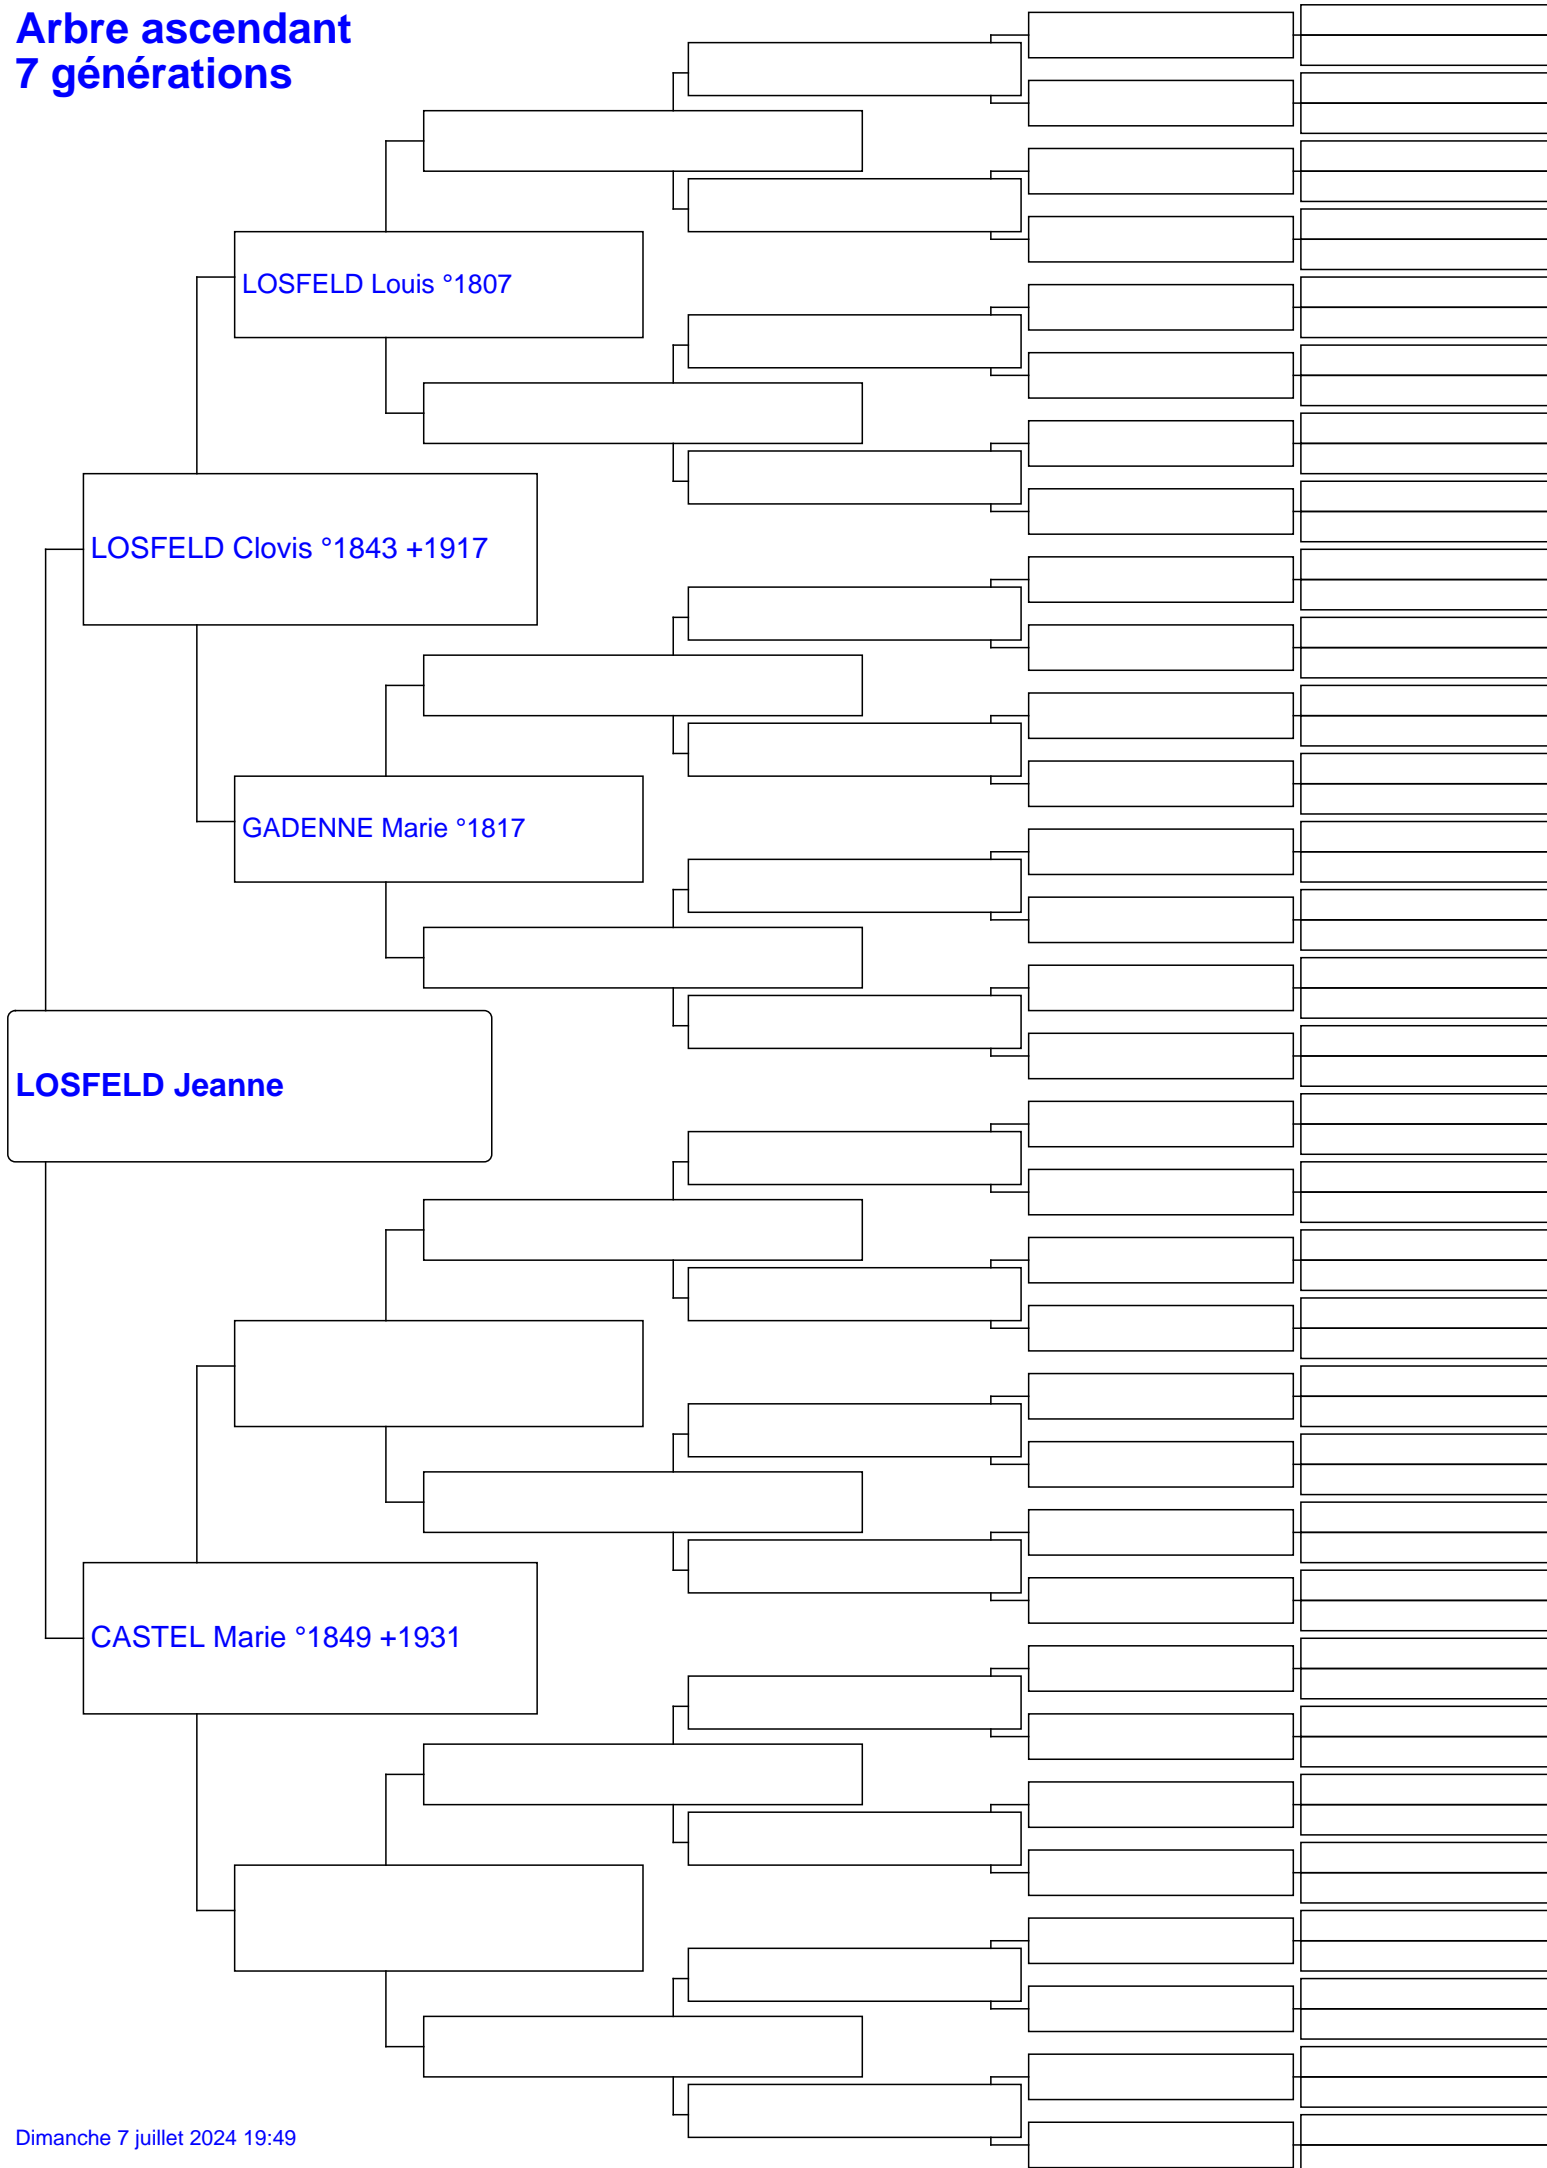 Arbre ascendant
7 générations
LOSFELD Louis °1807
LOSFELD Clovis °1843 +1917
GADENNE Marie °1817
LOSFELD Jeanne
CASTEL Marie °1849 +1931
Dimanche 7 juillet 2024 19:49